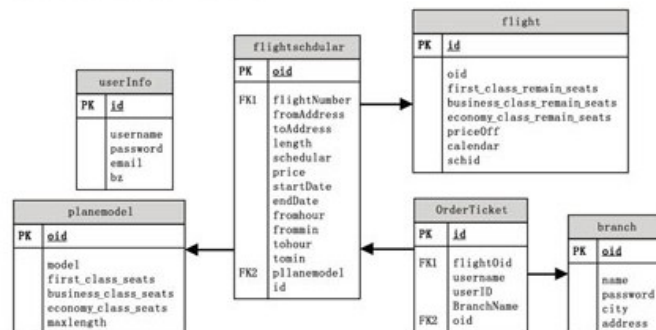 userInfo
PK id
username
password
email
bz
flightschdular
PK oid
FK1 flightNumber
fromAddress
toAddress
length
schedular
price
startDate
endDate
fromhour
frommin
tohour
tomin
FK2 pllanemodel
id
flight
PK id
oid
first_class_remain_seats
business_class_remain_seats
economy_class_remain_seats
priceOff
calendar
schid
planemodel
PK oid
model
first_class_seats
business_class_seats
economy_class_seats
maxlength
OrderTicket
PK id
FK1 flightOid
username
userID
BranchName
FK2 oid
branch
PK oid
name
password
city
address